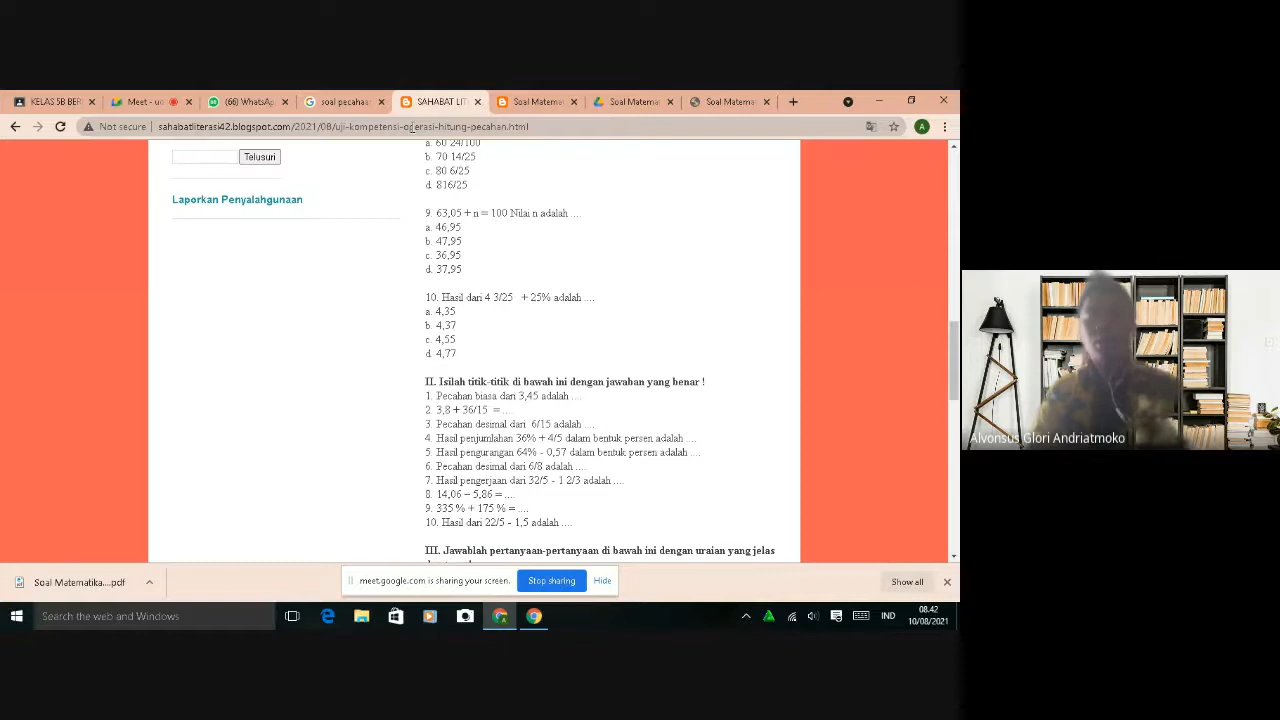 KELAS 5B BER
Meet - uo
(66) WhatsAp
soal pecahaa
SAHABAT LIT
Soal Matema
Soal Matema
Soal Matema
Not secure
sahabatliterasi42.blogspot.com/2021/08/uji-kompetensi-operasi-hitung-pecahan.html
A
Telusuri
Laporkan Penyalahgunaan
a. 60 24/100
b. 70 14/25
c. 80 6/25
d. 816/25
9. 63,05 + n = 100 Nilai n adalah ....
a. 46,95
b. 47,95
c. 36,95
d. 37,95
10. Hasil dari 4 3/25 + 25% adalah ....
a. 4,35
b. 4,37
c. 4,55
d. 4,77
II. Isilah titik-titik di bawah ini dengan jawaban yang benar !
1. Pecahan biasa dari 3,45 adalah ....
2. 3,8 + 36/15 = ....
3. Pecahan desimal dari 6/15 adalah ....
4. Hasil penjumlahan 36% + 4/5 dalam bentuk persen adalah ....
5. Hasil pengurangan 64% - 0,57 dalam bentuk persen adalah ....
6. Pecahan desimal dari 6/8 adalah ....
7. Hasil pengerjaan dari 32/5 - 1 2/3 adalah ....
8. 14,06 – 5,86 = ....
9. 335 % + 175 % = ....
10. Hasil dari 22/5 - 1,5 adalah ....
III. Jawablah pertanyaan-pertanyaan di bawah ini dengan uraian yang jelas
Alvonsus Glori Andriatmoko
Soal Matematika....pdf
meet.google.com is sharing your screen.
Stop sharing
Hide
Show all
Search the web and Windows
IND
08.42
10/08/2021